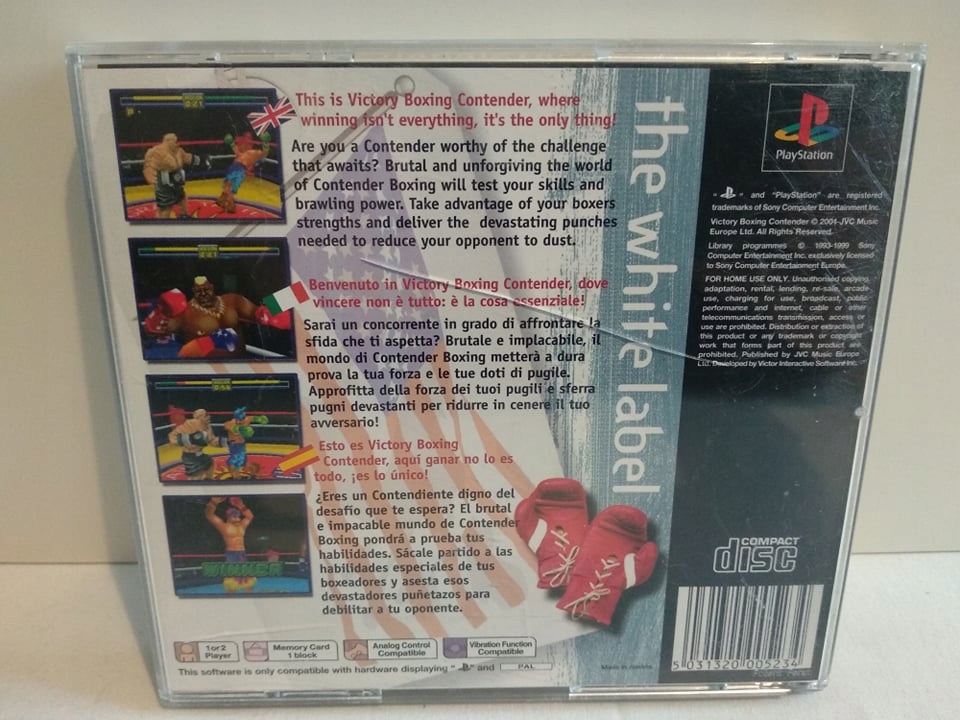 This is Victory Boxing Contender, where
winning isn't everything, it's the only thing!
Are you a Contender worthy of the challenge
that awaits? Brutal and unforgiving the world
of Contender Boxing will test your skills and
brawling power. Take advantage of your boxers
strengths and deliver the devastating punches
needed to reduce your opponent to dust.
Benvenuto in Victory Boxing Contender, dove
vincere non è tutto: è la cosa essenziale!
Sarai un concorrente in grado di affrontare la
sfida che ti aspetta? Brutale e implacabile, il
mondo di Contender Boxing metterà a dura
prova la tua forza e le tue doti di pugile.
Approfitta della forza dei tuoi pugili e sferra
pugni devastanti per ridurre in cenere il tuo
avversario!
Esto es Victory Boxing
Contender, aquí ganar no lo es
todo, ¡es lo único!
¿Eres un Contendiente digno del
desafío que te espera? El brutal
e impacable mundo de Contender
Boxing pondrá a prueba tus
habilidades. Sácale partido a las
habilidades especiales de tus
boxeadores y asesta esos
devastadores puñetazos para
debilitar a tu oponente.
WINNER
1 or 2
Player
Memory Card
1 block
Analog Control
Compatible
Vibration Function
Compatible
This software is only compatible with hardware displaying " " and PAL
the white label
Made in Austria.
PlayStation
" " and "PlayStation" are registered
trademarks of Sony Computer Entertainment Inc.
Victory Boxing Contender © 2001 JVC Music
Europe Ltd. All Rights Reserved.
Library programmes © 1993-1999 Sony
Computer Entertainment Inc. exclusively licensed
to Sony Computer Entertainment Europe.
FOR HOME USE ONLY. Unauthorised copying,
adaptation, rental, lending, re-sale, arcade
use, charging for use, broadcast, public
performance and internet, cable or other
telecommunications transmission, access or
use are prohibited. Distribution or extraction of
this product or any trademark or copyright
work that forms part of this product are
prohibited. Published by JVC Music Europe
Ltd. Developed by Victor Interactive Software Inc.
COMPACT
disc
5 031320 005234